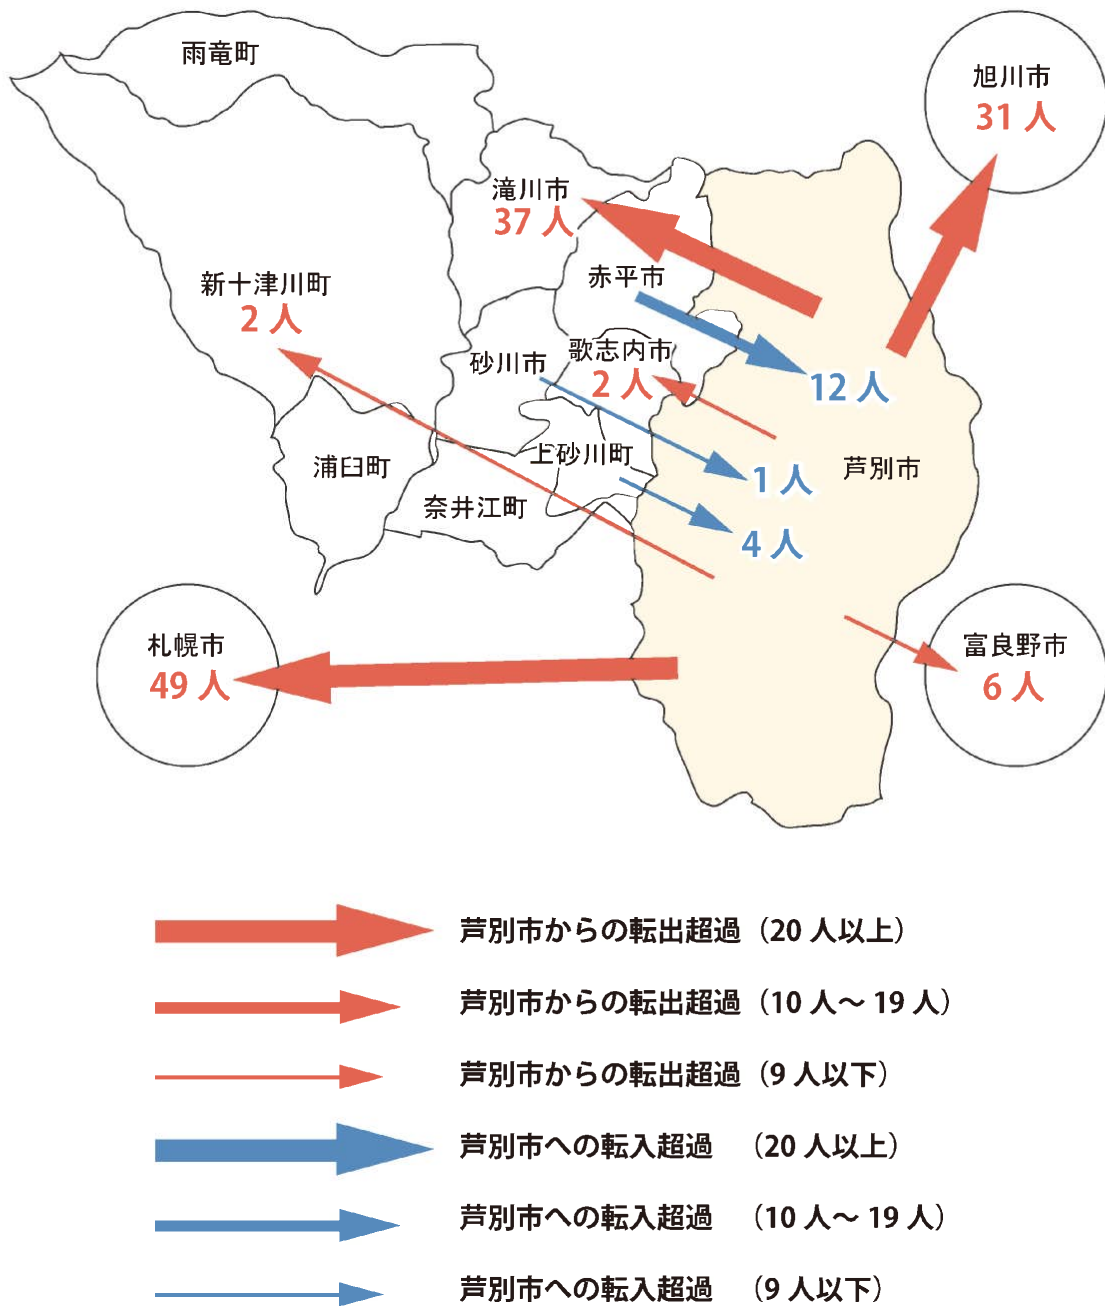 雨竜町
旭川市
31 人
滝川市
37 人
赤平市
新十津川町
2 人
砂川市
歌志内市
2 人
12 人
浦臼町
上砂川町
奈井江町
1 人
芦別市
4 人
札幌市
49 人
富良野市
6 人
芦別市からの転出超過（20 人以上）
芦別市からの転出超過（10 人～ 19 人）
芦別市からの転出超過（9 人以下）
芦別市への転入超過　（20 人以上）
芦別市への転入超過　（10 人～ 19 人）
芦別市への転入超過　（9 人以下）